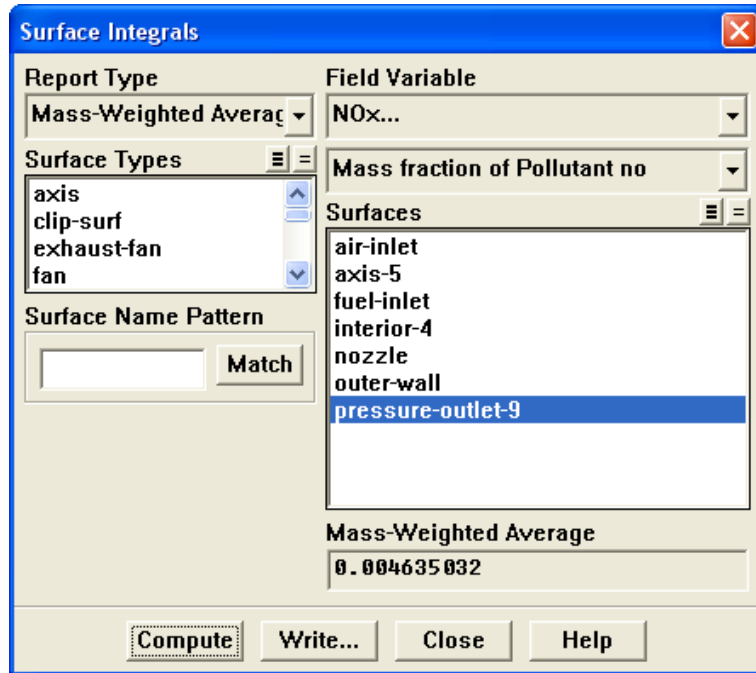 Surface Integrals
Report Type
Mass-Weighted Averag
Surface Types
axis
clip-surf
exhaust-fan
fan
Surface Name Pattern
Match
Field Variable
NOx...
Mass fraction of Pollutant no
Surfaces
air-inlet
axis-5
fuel-inlet
interior-4
nozzle
outer-wall
pressure-outlet-9
Mass-Weighted Average
0.004635032
Compute
Write...
Close
Help